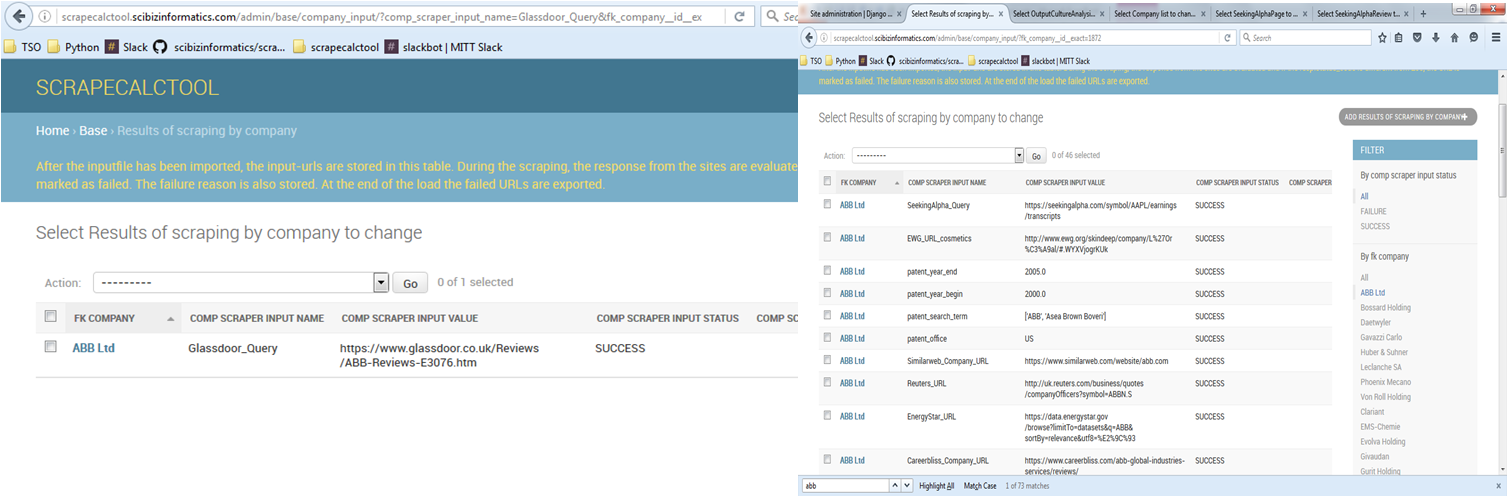 scrapecalctool.scibizinformatics.com/admin/base/company_input/?comp_scraper_input_name=Glassdoor_Query&fk_company__id__ex
Sea
TSO Python Slack scibizinformatics/scra... scrapecalctool slackbot | MITT Slack
SCRAPECALCTOOL
Home › Base › Results of scraping by company
After the inputfile has been imported, the input-urls are stored in this table. During the scraping, the response from the sites are evaluate
marked as failed. The failure reason is also stored. At the end of the load the failed URLs are exported.
Select Results of scraping by company to change
Action: --------- Go 0 of 1 selected
FK COMPANY COMP SCRAPER INPUT NAME COMP SCRAPER INPUT VALUE COMP SCRAPER INPUT STATUS COMP SC
ABB Ltd Glassdoor_Query https://www.glassdoor.co.uk/Reviews SUCCESS
/ABB-Reviews-E3076.htm
Site administration | Django ... Select Results of scraping by... Select OutputCultureAnalysi... Select Company list to chan... Select SeekingAlphaPage to ... Select SeekingAlphaReview t...
scrapecalctool.scibizinformatics.com/admin/base/company_input/?fk_company__id__exact=1872 Search
TSO Python Slack scibizinformatics/scra... scrapecalctool slackbot | MITT Slack
marked as failed. The failure reason is also stored. At the end of the load the failed URLs are exported.
Select Results of scraping by company to change
ADD RESULTS OF SCRAPING BY COMPANY +
Action: --------- Go 0 of 46 selected
FK COMPANY COMP SCRAPER INPUT NAME COMP SCRAPER INPUT VALUE COMP SCRAPER INPUT STATUS COMP SCRAPER
ABB Ltd SeekingAlpha_Query https://seekingalpha.com/symbol/AAPL/earnings SUCCESS
/transcripts
ABB Ltd EWG_URL_cosmetics http://www.ewg.org/skindeep/company/L%27Or SUCCESS
%C3%A9al/#.WYXVjogrKUk
ABB Ltd patent_year_end 2005.0 SUCCESS
ABB Ltd patent_year_begin 2000.0 SUCCESS
ABB Ltd patent_search_term ['ABB', 'Asea Brown Boveri'] SUCCESS
ABB Ltd patent_office US SUCCESS
ABB Ltd Similarweb_Company_URL https://www.similarweb.com/website/abb.com SUCCESS
ABB Ltd Reuters_URL http://uk.reuters.com/business/quotes SUCCESS
/companyOfficers?symbol=ABBN.S
ABB Ltd EnergyStar_URL https://data.energystar.gov SUCCESS
/browse?limitTo=datasets&q=ABB&
sortBy=relevance&utf8=%E2%9C%93
ABB Ltd Careerbliss_Company_URL https://www.careerbliss.com/abb-global-industries- SUCCESS
services/reviews/
FILTER
By comp scraper input status
All
FAILURE
SUCCESS
By fk company
All
ABB Ltd
Bossard Holding
Daetwyler
Gavazzi Carlo
Huber & Suhner
Leclanche SA
Phoenix Mecano
Von Roll Holding
Clariant
EMS-Chemie
Evolva Holding
Givaudan
Gurit Holding
abb Highlight All Match Case 1 of 73 matches